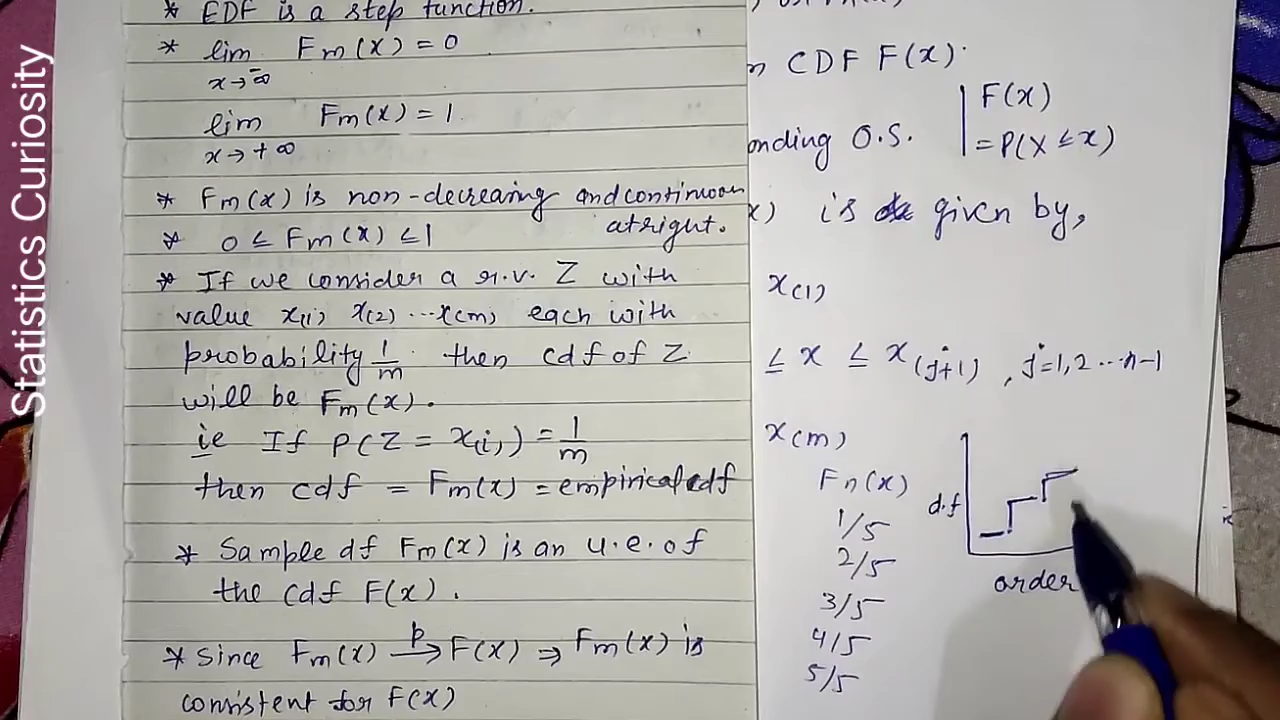 Statistics Curiosity
* EDF is a step function.
* lim Fm(x) = 0
x→-∞
lim Fm(x) = 1.
x→+∞
* Fm(x) is non-decreasing and continuous
at right.
* 0 ≤ Fm(x) ≤ 1
* If we consider a r.v. Z with
value x(1), x(2) ... x(m) each with
probability 1/m then cdf of Z
will be Fm(x).
ie If P(Z = x(i)) = 1/m
then cdf = Fm(x) = empirical cdf
* Sample df Fm(x) is an u.e. of
the cdf F(x).
* Since Fm(x) →p F(x) ⇒ Fm(x) is
consistent for F(x)
CDF F(x).
F(x)
= P(X ≤ x)
onding O.S.
x) is given by,
x(1)
≤ x ≤ x(j+1), j=1,2...n-1
x(m)
Fn(x)
1/5
2/5
3/5
4/5
5/5
d.f
order